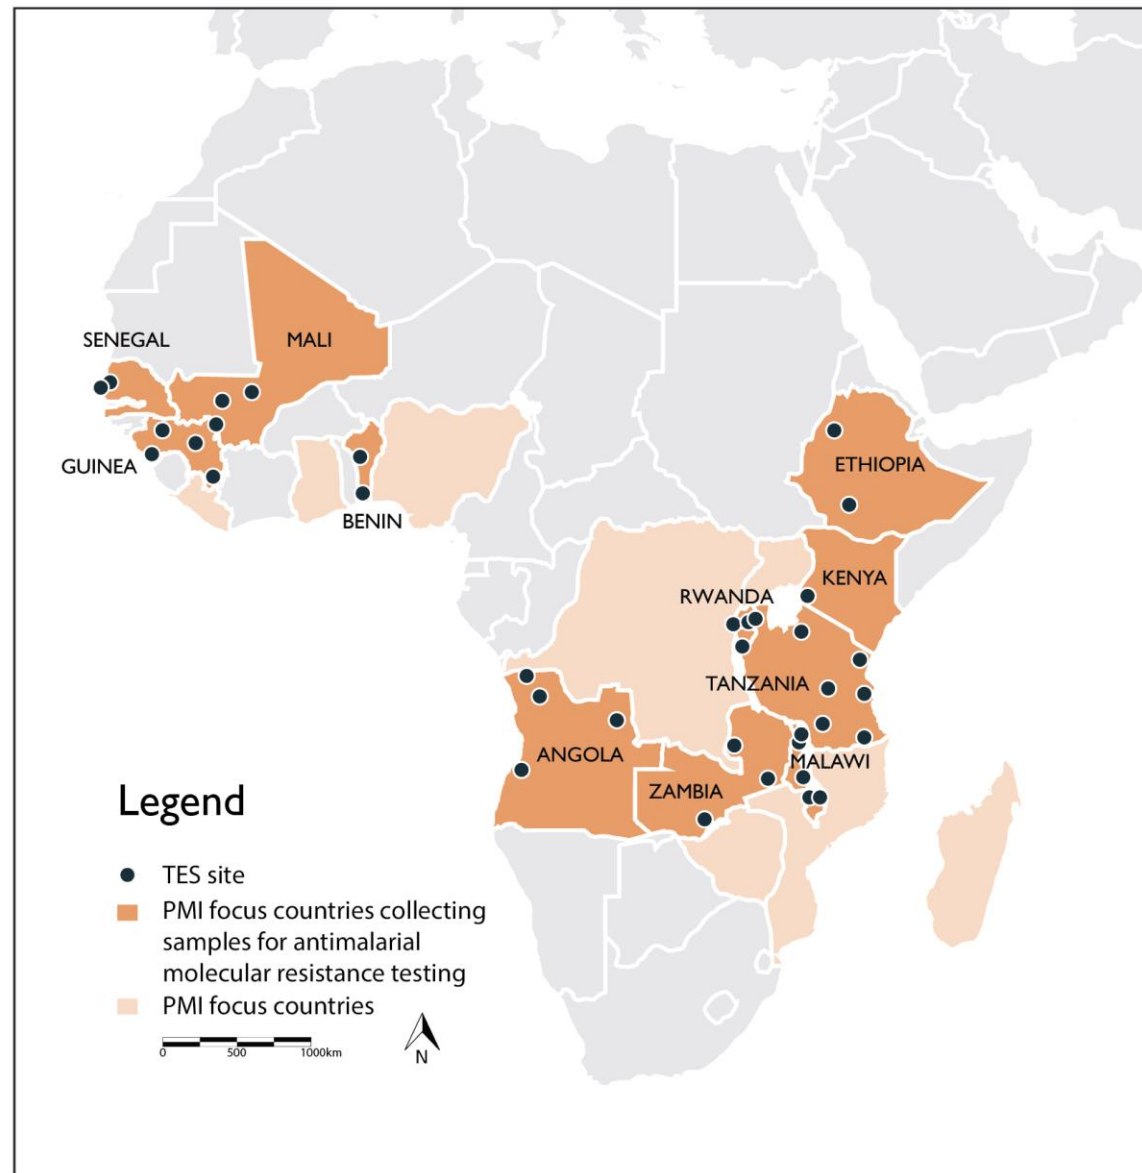 SENEGAL
MALI
GUINEA
BENIN
ETHIOPIA
KENYA
RWANDA
TANZANIA
ANGOLA
MALAWI
ZAMBIA
Legend
TES site
PMI focus countries collecting
samples for antimalarial
molecular resistance testing
PMI focus countries
0 500 1000km
N